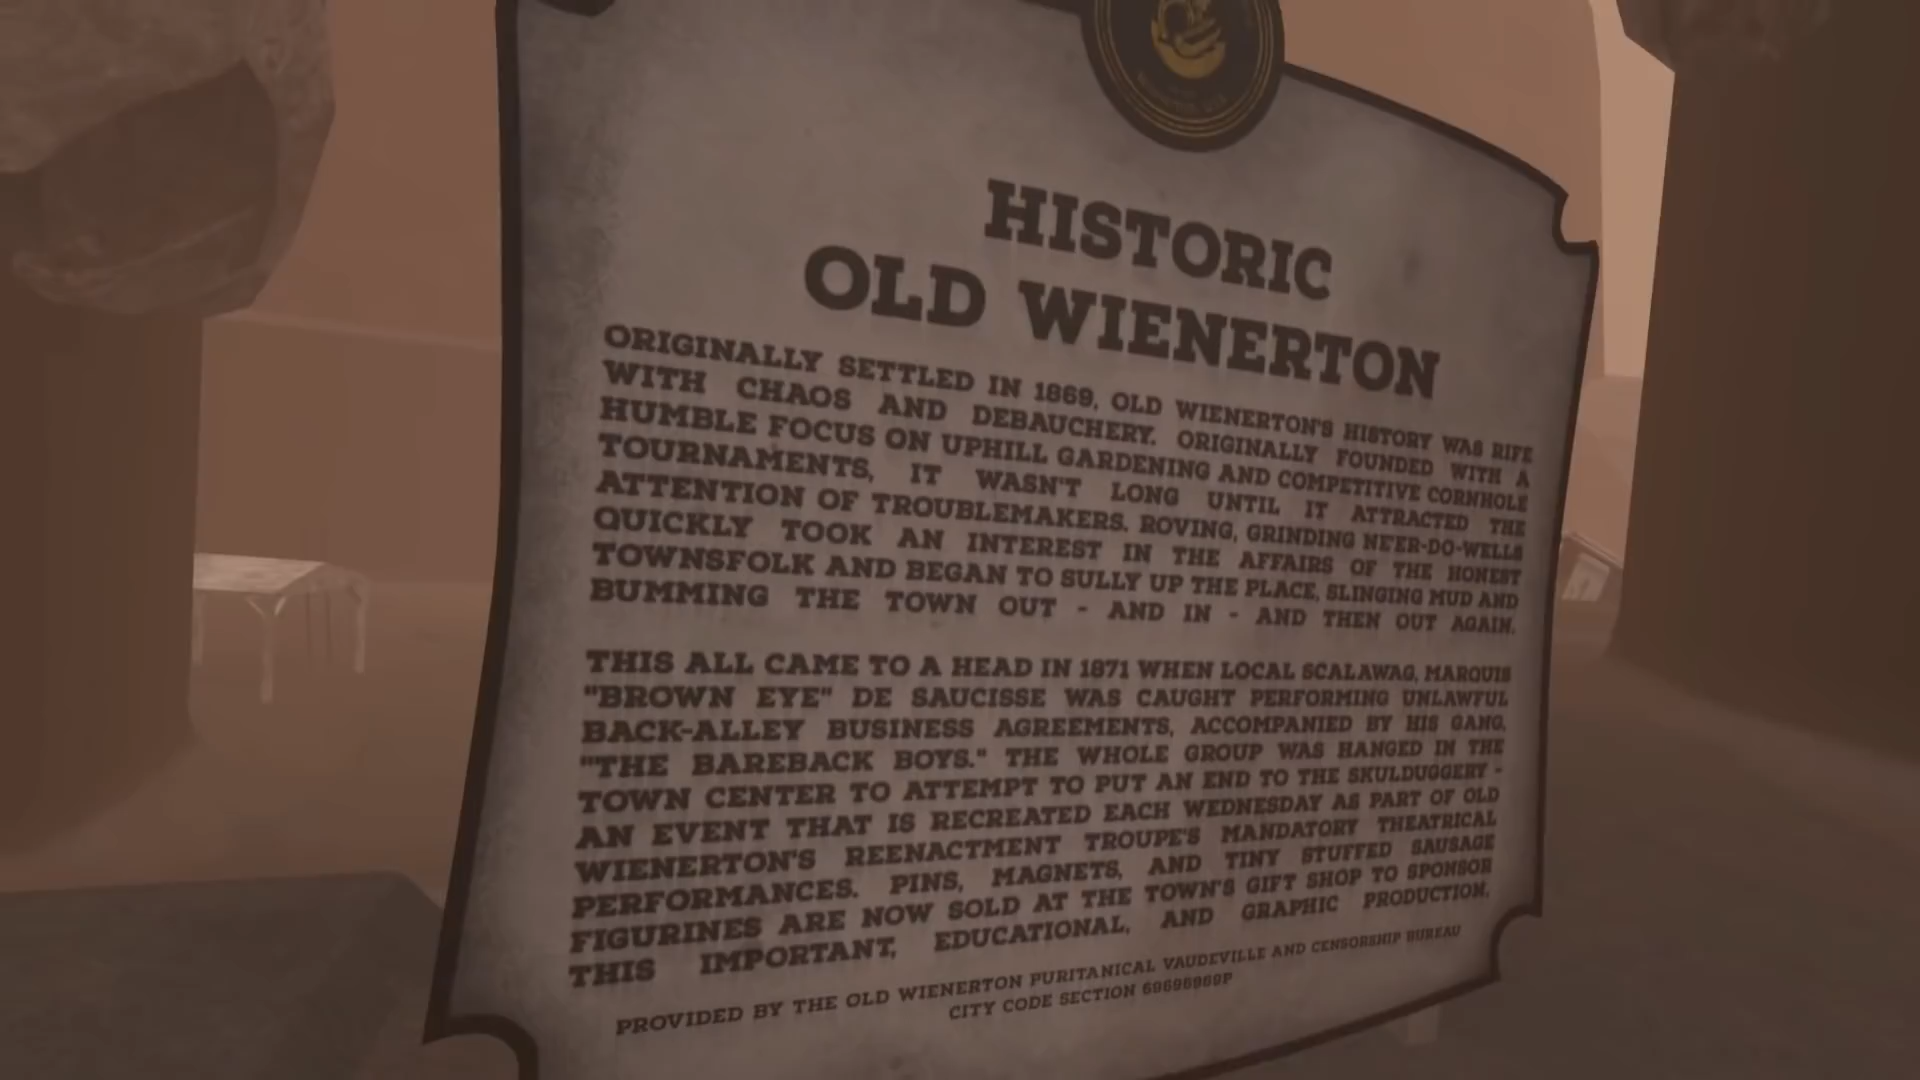 HISTORIC
OLD WIENERTON
ORIGINALLY SETTLED IN 1869, OLD WIENERTON'S HISTORY WAS RIFE
WITH CHAOS AND DEBAUCHERY. ORIGINALLY FOUNDED WITH A
HUMBLE FOCUS ON UPHILL GARDENING AND COMPETITIVE CORNHOLE
TOURNAMENTS, IT WASN'T LONG UNTIL IT ATTRACTED THE
ATTENTION OF TROUBLEMAKERS. ROVING, GRINDING NE'ER-DO-WELLS
QUICKLY TOOK AN INTEREST IN THE AFFAIRS OF THE HONEST
TOWNSFOLK AND BEGAN TO SULLY UP THE PLACE, SLINGING MUD AND
BUMMING THE TOWN OUT - AND IN - AND THEN OUT AGAIN.
THIS ALL CAME TO A HEAD IN 1871 WHEN LOCAL SCALAWAG, MARQUIS
"BROWN EYE" DE SAUCISSE WAS CAUGHT PERFORMING UNLAWFUL
BACK-ALLEY BUSINESS AGREEMENTS, ACCOMPANIED BY HIS GANG,
"THE BAREBACK BOYS." THE WHOLE GROUP WAS HANGED IN THE
TOWN CENTER TO ATTEMPT TO PUT AN END TO THE SKULDUGGERY -
AN EVENT THAT IS RECREATED EACH WEDNESDAY AS PART OF OLD
WIENERTON'S REENACTMENT TROUPE'S MANDATORY THEATRICAL
PERFORMANCES. PINS, MAGNETS, AND TINY STUFFED SAUSAGE
FIGURINES ARE NOW SOLD AT THE TOWN'S GIFT SHOP TO SPONSOR
THIS IMPORTANT, EDUCATIONAL, AND GRAPHIC PRODUCTION.
PROVIDED BY THE OLD WIENERTON PURITANICAL VAUDEVILLE AND CENSORSHIP BUREAU
CITY CODE SECTION 69696969P